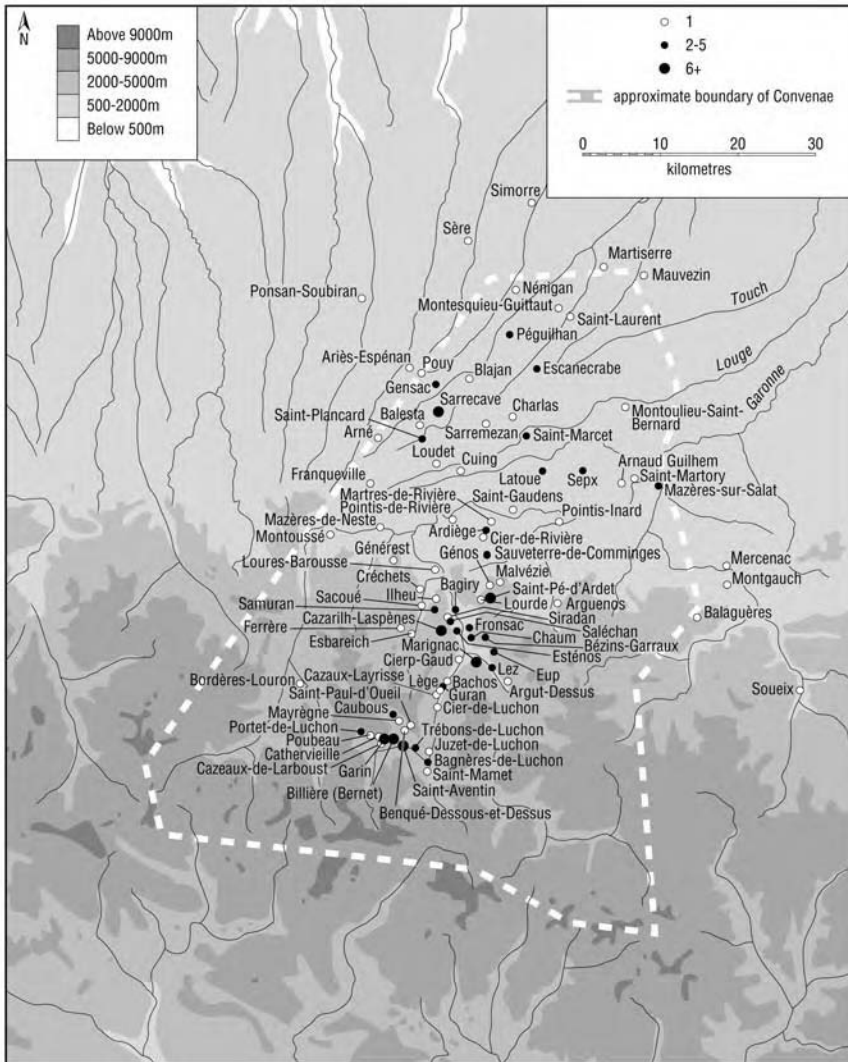 N
Above 9000m
5000-9000m
2000-5000m
500-2000m
Below 500m
1
2-5
6+
approximate boundary of Convenae
0 10 20 30
kilometres
Simorre
Sère
Martiserre
Mauvezin
Ponsan-Soubiran
Nénigan
Montesquieu-Guittaut
Saint-Laurent
Touch
Péguilhan
Louge
Ariès-Espénan
Pouy
Escanecrabe
Garonne
Gensac
Blajan
Sarrecave
Saint-Plancard
Balesta
Charlas
Montoulieu-Saint-
Bernard
Arné
Sarremezan
Saint-Marcet
Loudet
Cuing
Arnaud Guilhem
Franqueville
Latoue
Sepx
Saint-Martory
Martres-de-Rivière
Saint-Gaudens
Mazères-sur-Salat
Pointis-de-Rivière
Mazères-de-Neste
Pointis-Inard
Montoussé
Ardiège
Cier-de-Rivière
Générest
Génos
Sauveterre-de-Comminges
Loures-Barousse
Malvézie
Mercenac
Créchets
Bagiry
Saint-Pé-d'Ardet
Montgauch
Sacoué
Ilheu
Lourde
Arguenos
Samuran
Siradan
Balaguères
Cazarilh-Laspènes
Fronsac
Saléchan
Ferrère
Chaum
Esbareich
Marignac
Bézins-Garraux
Cierp-Gaud
Esténos
Cazaux-Layrisse
Lez
Eup
Bordères-Louron
Lège
Bachos
Saint-Paul-d'Oueil
Guran
Argut-Dessus
Soueix
Caubous
Cier-de-Luchon
Mayrègne
Portet-de-Luchon
Trébons-de-Luchon
Poubeau
Juzet-de-Luchon
Cathervieille
Bagnères-de-Luchon
Cazeaux-de-Larboust
Saint-Mamet
Garin
Billière (Bernet)
Saint-Aventin
Benqué-Dessous-et-Dessus